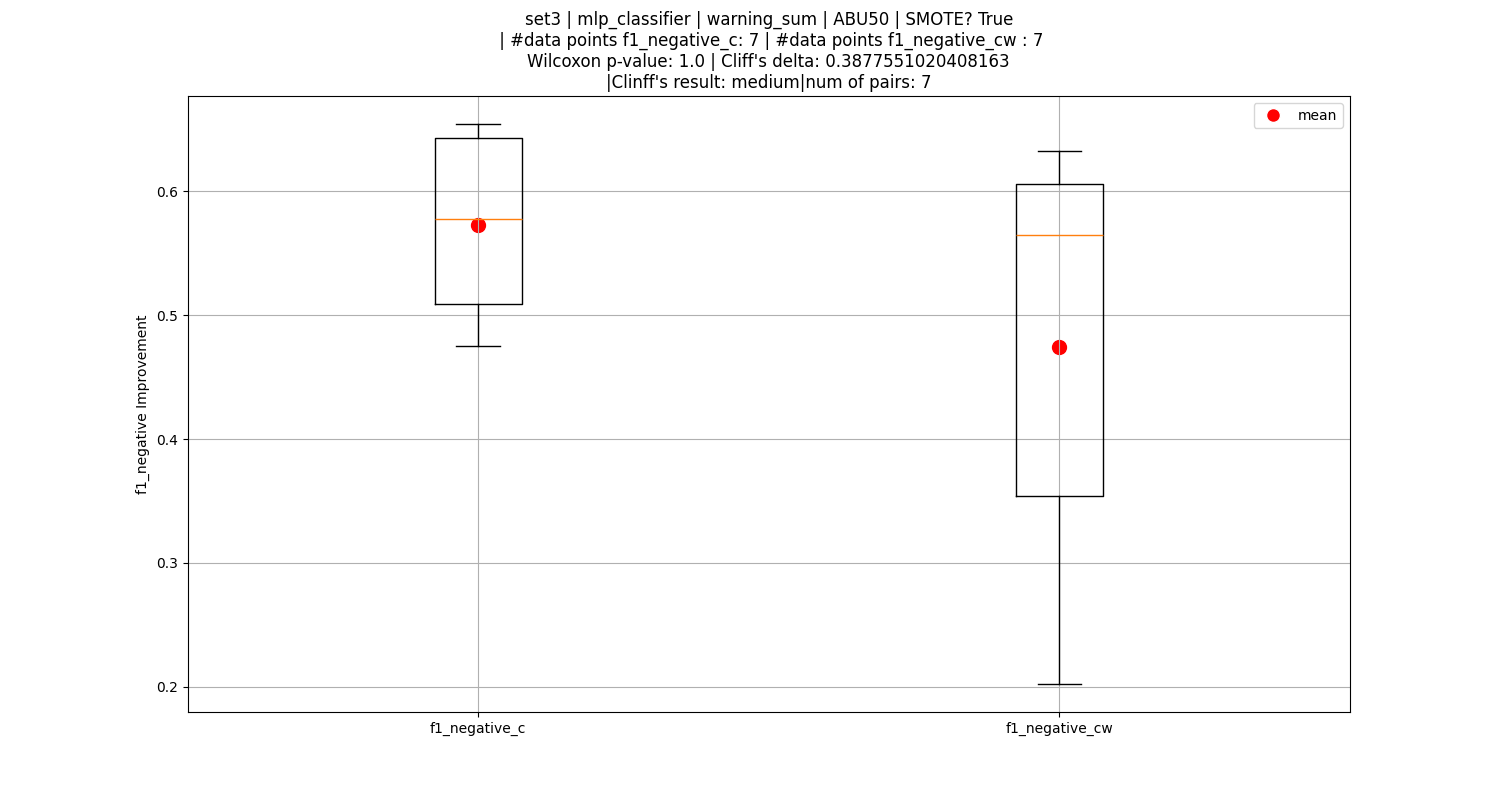 set3 | mlp_classifier | warning_sum | ABU50 | SMOTE? True
| #data points f1_negative_c: 7 | #data points f1_negative_cw : 7
Wilcoxon p-value: 1.0 | Cliff's delta: 0.3877551020408163
|Clinff's result: medium|num of pairs: 7
mean
f1_negative Improvement
0.6
0.5
0.4
0.3
0.2
f1_negative_c
f1_negative_cw